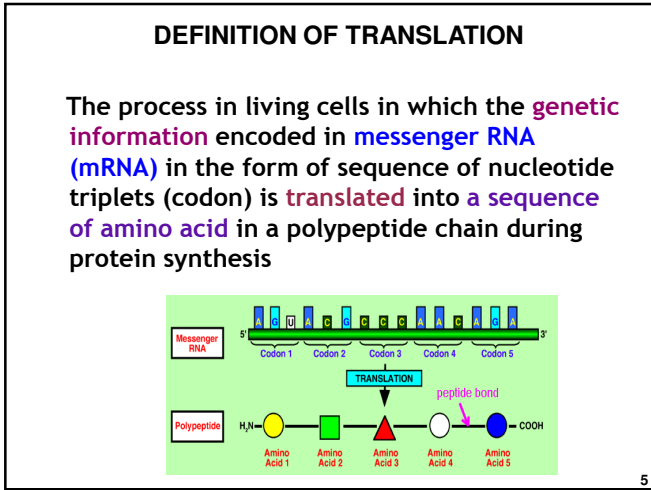 DEFINITION OF TRANSLATION
The process in living cells in which the genetic
information encoded in messenger RNA
(mRNA) in the form of sequence of nucleotide
triplets (codon) is translated into a sequence
of amino acid in a polypeptide chain during
protein synthesis
A G U A C G C C C A A C A G A
5' 3'
Messenger
RNA
Codon 1 Codon 2 Codon 3 Codon 4 Codon 5
TRANSLATION
peptide bond
Polypeptide
H₂N COOH
Amino
Acid 1
Amino
Acid 2
Amino
Acid 3
Amino
Acid 4
Amino
Acid 5
5